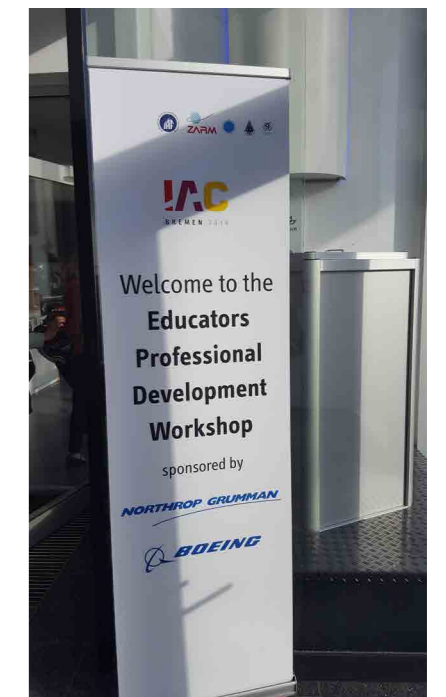 ZARM
IAC
BREMEN 2018
Welcome to the
Educators
Professional
Development
Workshop
sponsored by
NORTHROP GRUMMAN
BOEING